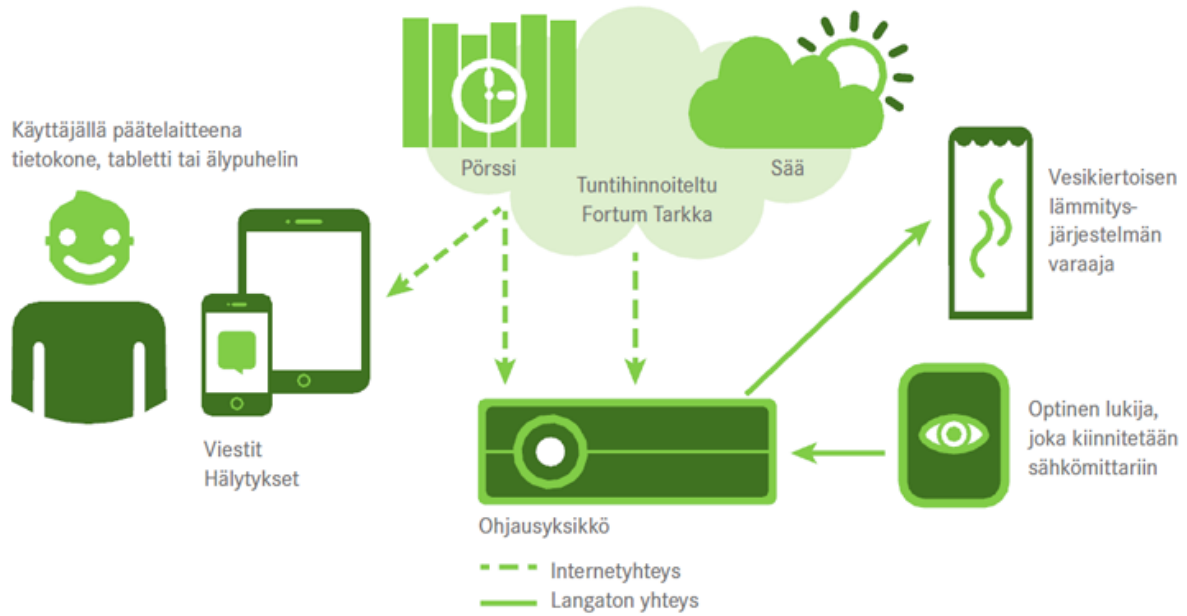 Käyttäjällä päätelaitteena
tietokone, tabletti tai älypuhelin
Pörssi
Sää
Tuntihinnoiteltu
Fortum Tarkka
Vesikiertoisen
lämmitys-
järjestelmän
varaaja
Viestit
Hälytykset
Optinen lukija,
joka kiinnitetään
sähkömittariin
Ohjausyksikkö
Internetyhteys
Langaton yhteys